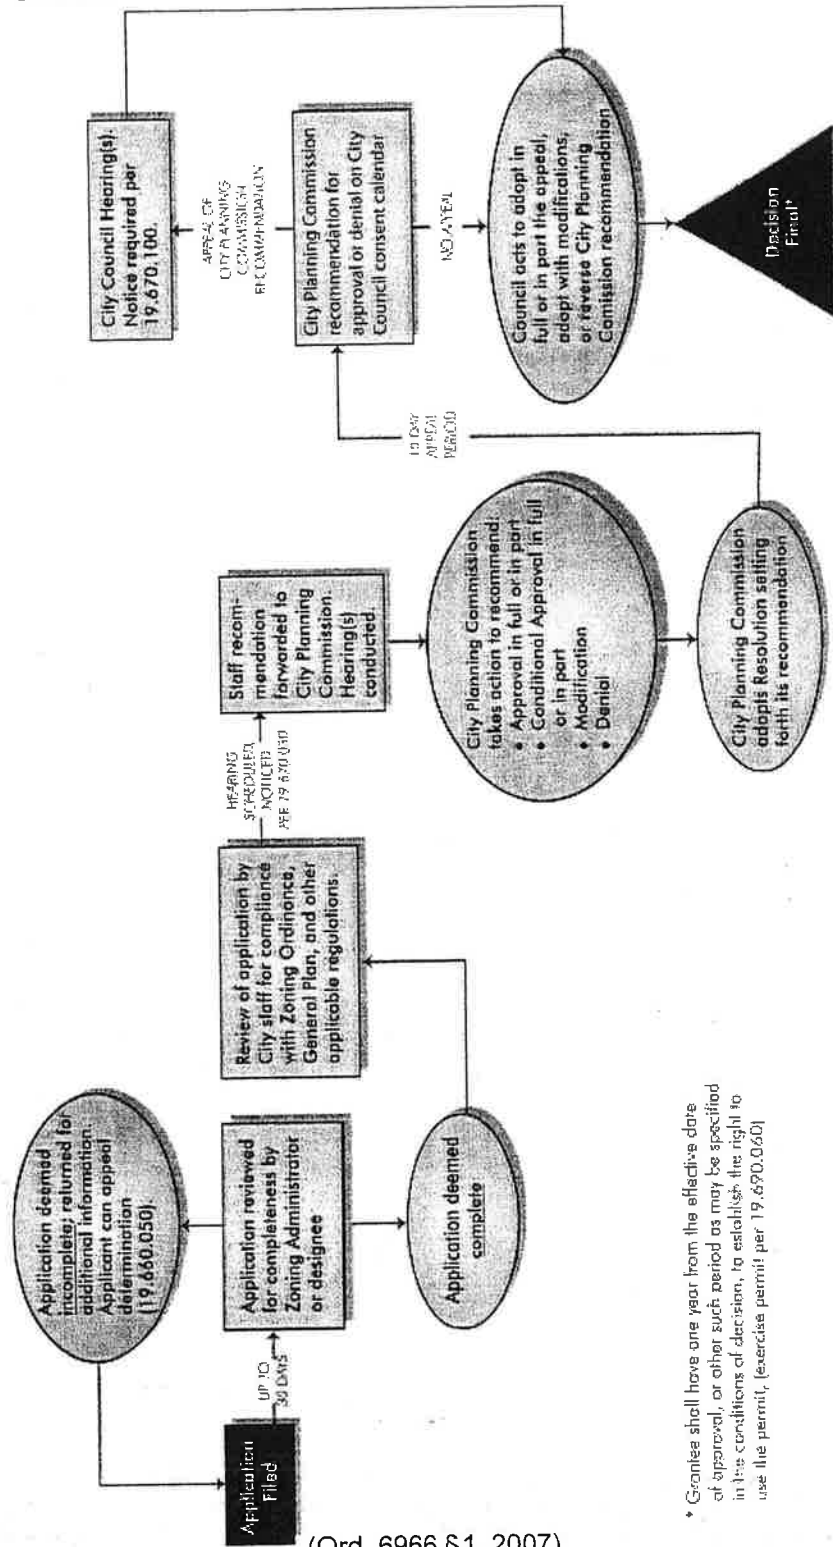 Application
Filed
UP TO
30 DAYS
Application deemed
incomplete; returned for
additional information.
Applicant can appeal
determination
(19.660.050).
Application reviewed
for completeness by
Zoning Administrator
or designee
Application deemed
complete
Review of application by
City staff for compliance
with Zoning Ordinance,
General Plan, and other
applicable regulations.
HEARING
SCHEDULED,
NOTICED
PER 19.670.030
Staff recom-
mendation
forwarded to
City Planning
Commission.
Hearing(s)
conducted.
City Planning Commission
takes action to recommend:
• Approval in full or in part
• Conditional Approval in full
or in part
• Modification
• Denial
City Planning Commission
adopts Resolution setting
forth its recommendation
10 DAY
APPEAL
PERIOD
City Planning Commission
recommendation for
approval or denial on City
Council consent calendar
APPEAL OF
CITY PLANNING
COMMISSION
RECOMMENDATION
City Council Hearing(s).
Notice required per
19.670.100.
NO APPEAL
Council acts to adopt in
full or in part the appeal,
adopt with modifications,
or reverse City Planning
Comission recommendation
Decision
Final*
* Grantee shall have one year from the effective date
of approval, or other such period as may be specified
in the conditions of decision, to establish the right to
use the permit, (exercise permit per 19.690.060)
(Ord. 6966 §1, 2007)